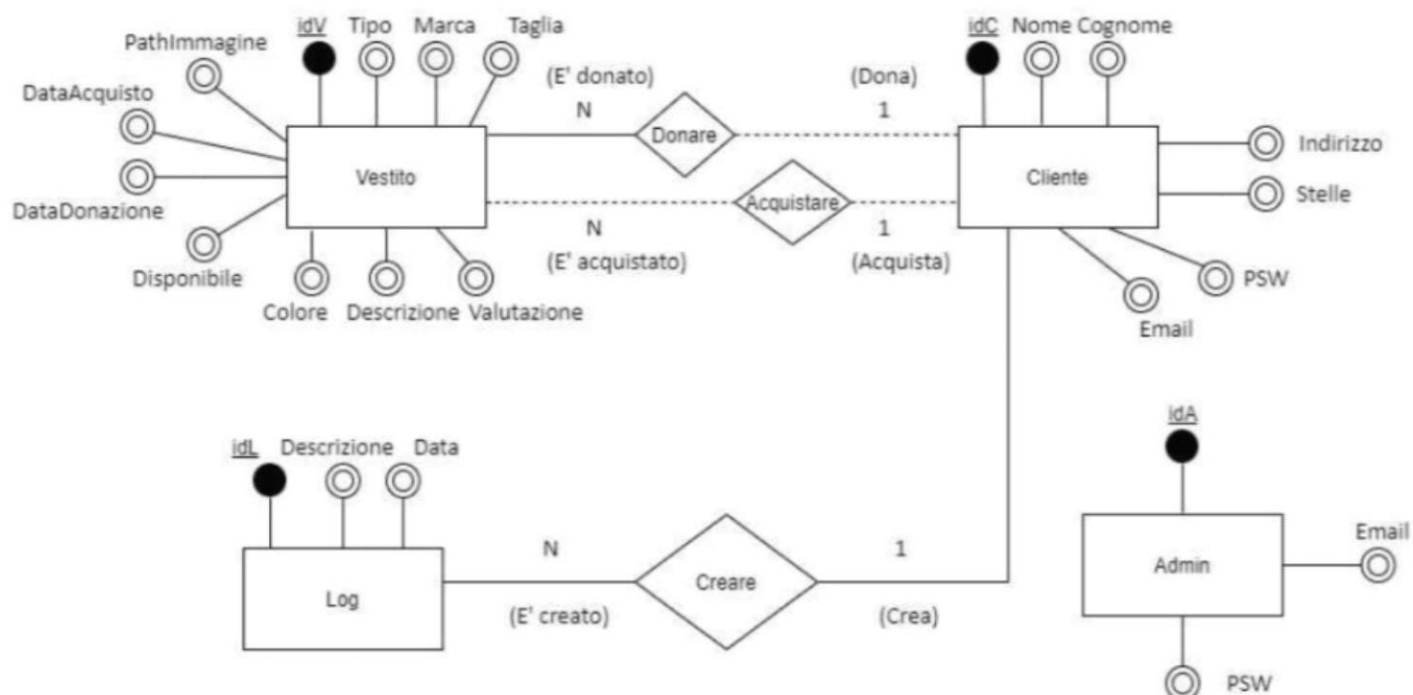 idV Tipo Marca Taglia
PathImmagine
DataAcquisto
DataDonazione
Disponibile
Colore Descrizione Valutazione
Vestito
(E' donato)
N
Donare
(Dona)
1
N
(E' acquistato)
Acquistare
1
(Acquista)
idC Nome Cognome
Cliente
Indirizzo
Stelle
PSW
Email
idL Descrizione Data
Log
N
(E' creato)
Creare
1
(Crea)
idA
Admin
Email
PSW